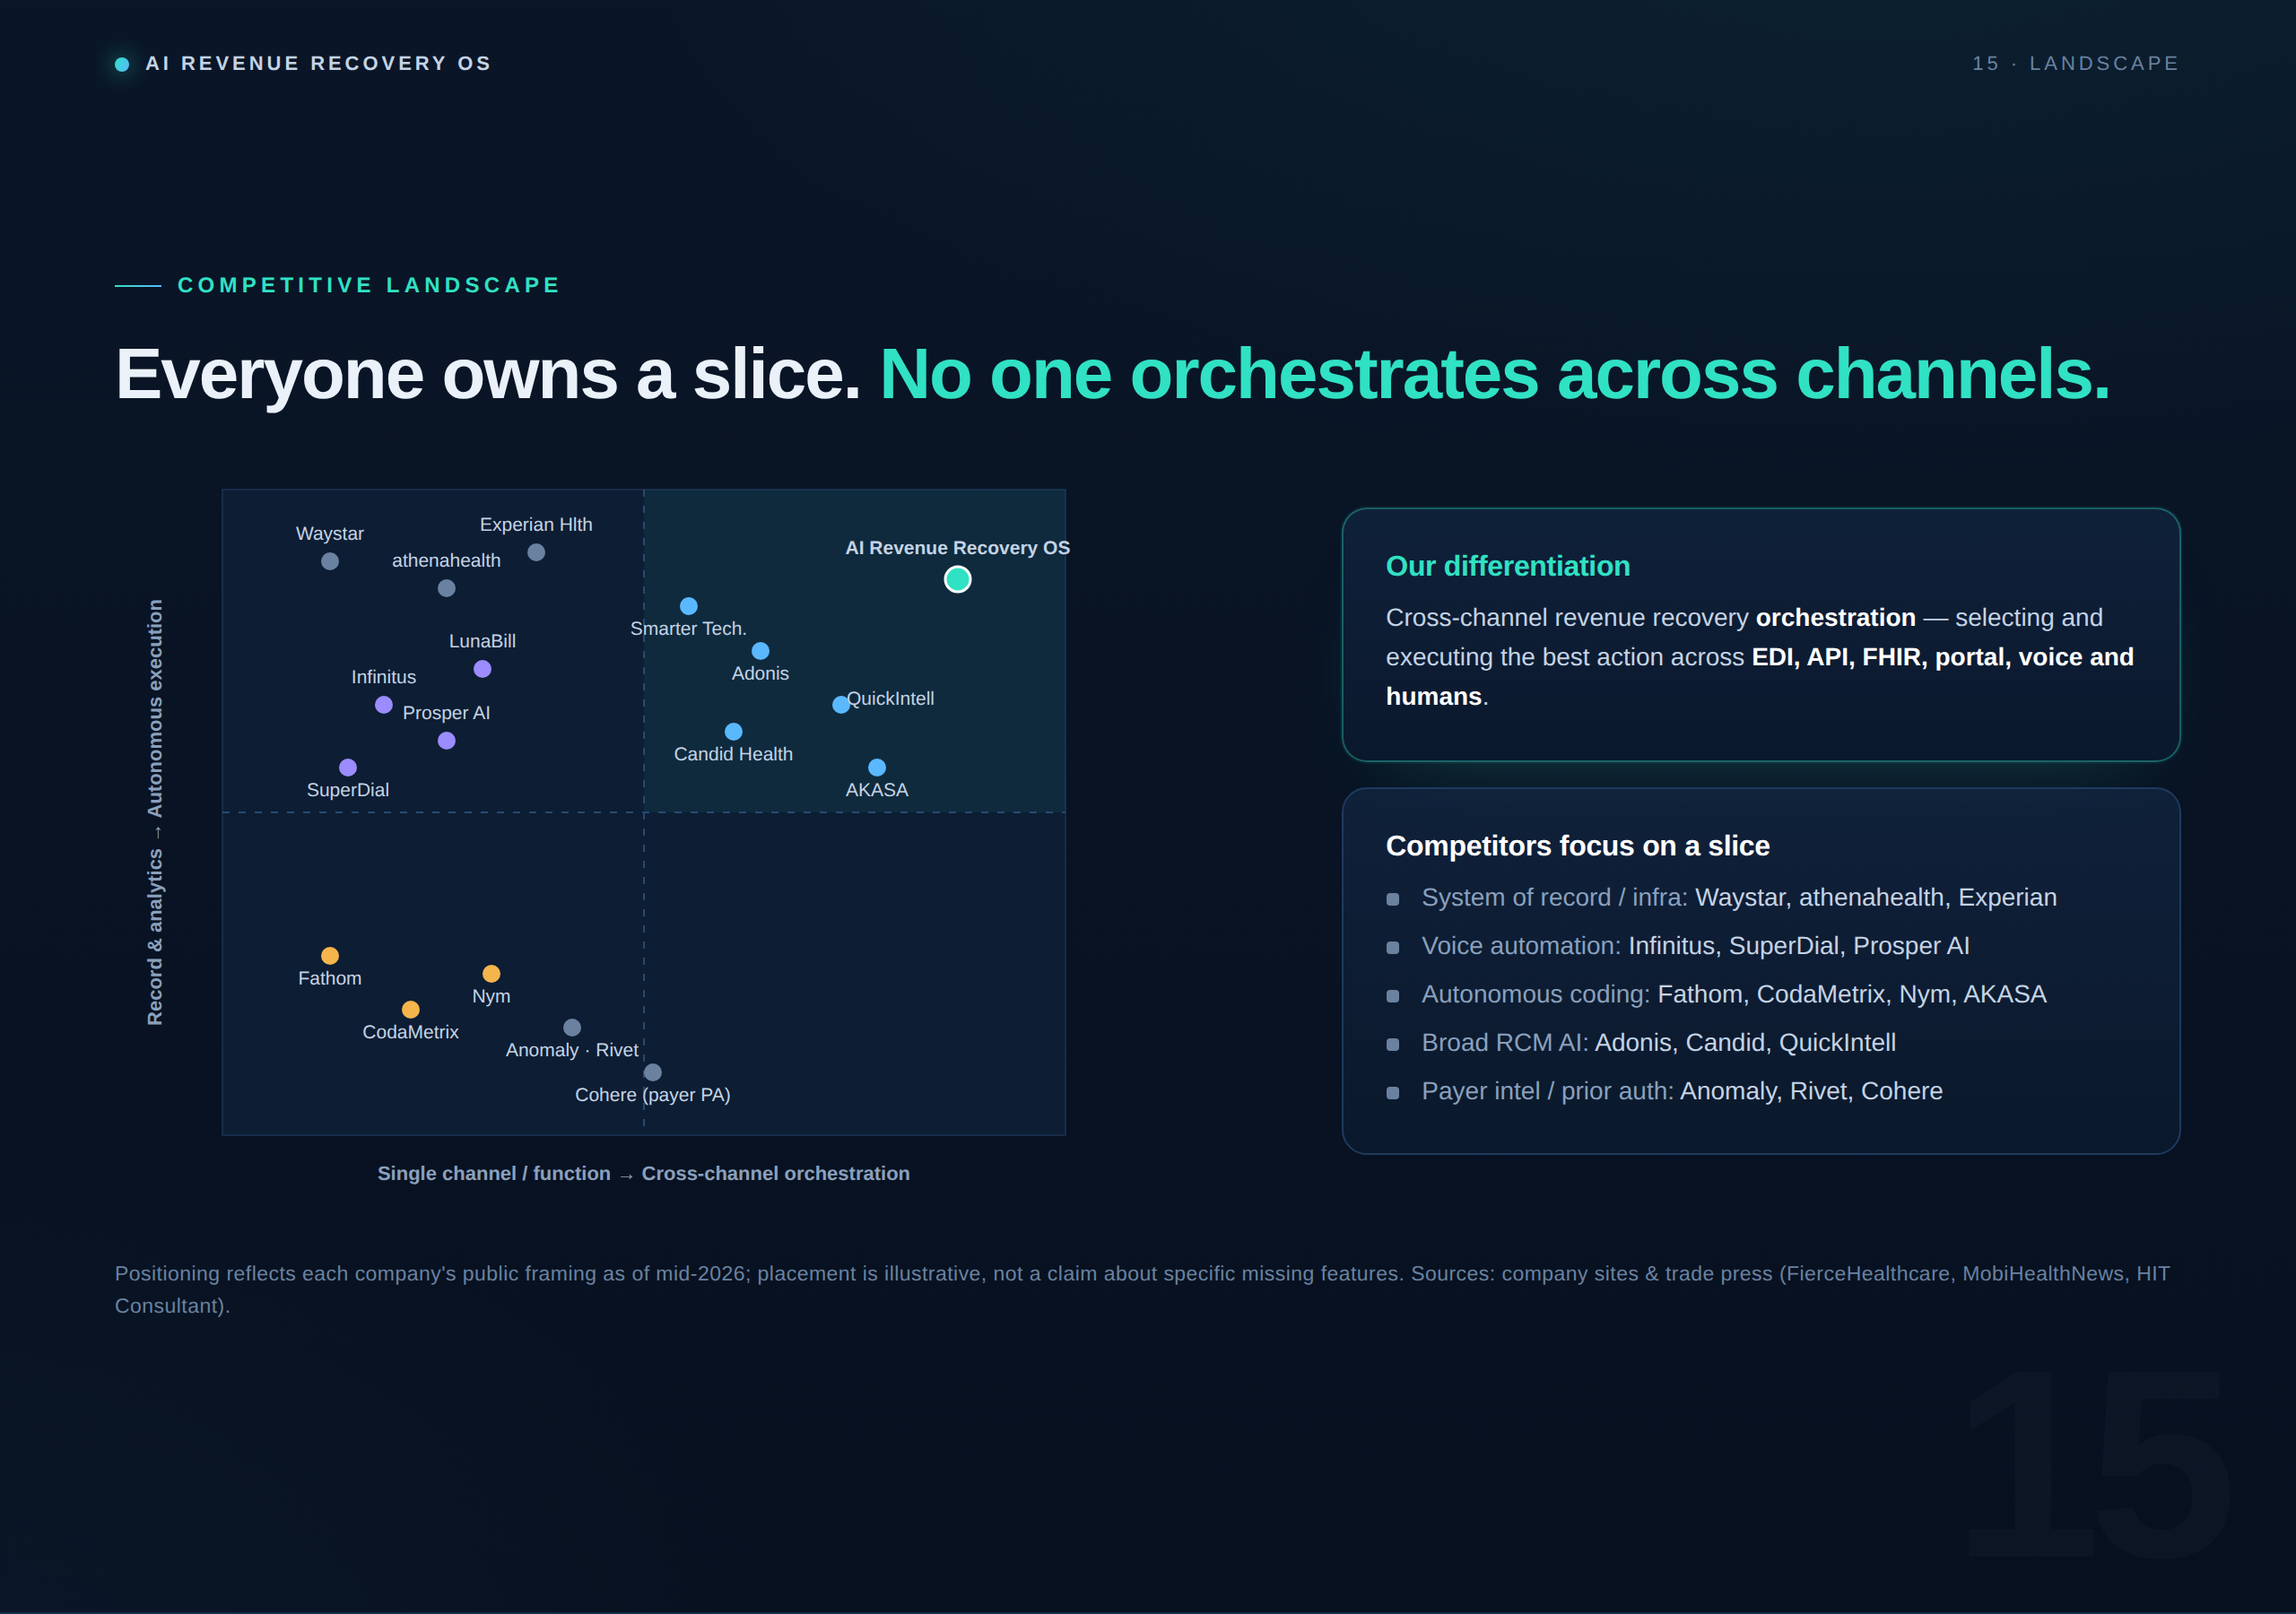 AI REVENUE RECOVERY OS
15 · LANDSCAPE
COMPETITIVE LANDSCAPE
Everyone owns a slice. No one orchestrates across channels.
Record & analytics → Autonomous execution
Waystar
Experian Hlth
athenahealth
AI Revenue Recovery OS
Smarter Tech.
LunaBill
Adonis
Infinitus
QuickIntell
Prosper AI
Candid Health
SuperDial
AKASA
Fathom
Nym
CodaMetrix
Anomaly · Rivet
Cohere (payer PA)
Single channel / function → Cross-channel orchestration
Our differentiation
Cross-channel revenue recovery orchestration — selecting and
executing the best action across EDI, API, FHIR, portal, voice and
humans.
Competitors focus on a slice
System of record / infra: Waystar, athenahealth, Experian
Voice automation: Infinitus, SuperDial, Prosper AI
Autonomous coding: Fathom, CodaMetrix, Nym, AKASA
Broad RCM AI: Adonis, Candid, QuickIntell
Payer intel / prior auth: Anomaly, Rivet, Cohere
Positioning reflects each company's public framing as of mid-2026; placement is illustrative, not a claim about specific missing features. Sources: company sites & trade press (FierceHealthcare, MobiHealthNews, HIT
Consultant).
15